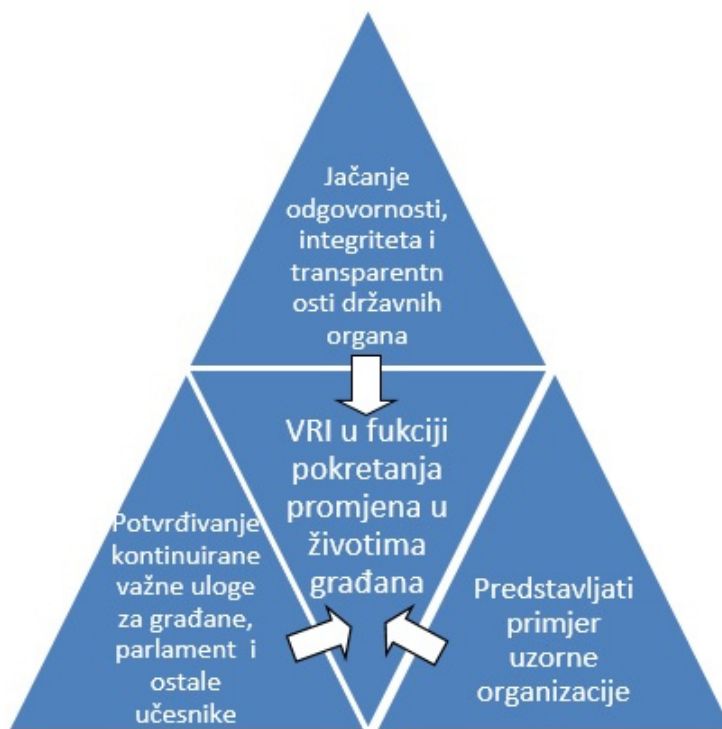 Jačanje
odgovornosti,
integriteta i
transparentn
osti državnih
organa
VRI u fukciji
pokretanja
promjena u
životima
građana
Potvrđivanje
kontinuirane
važne uloge
za građane,
parlament i
ostale
učesnike
Predstavljati
primjer
uzorne
organizacije